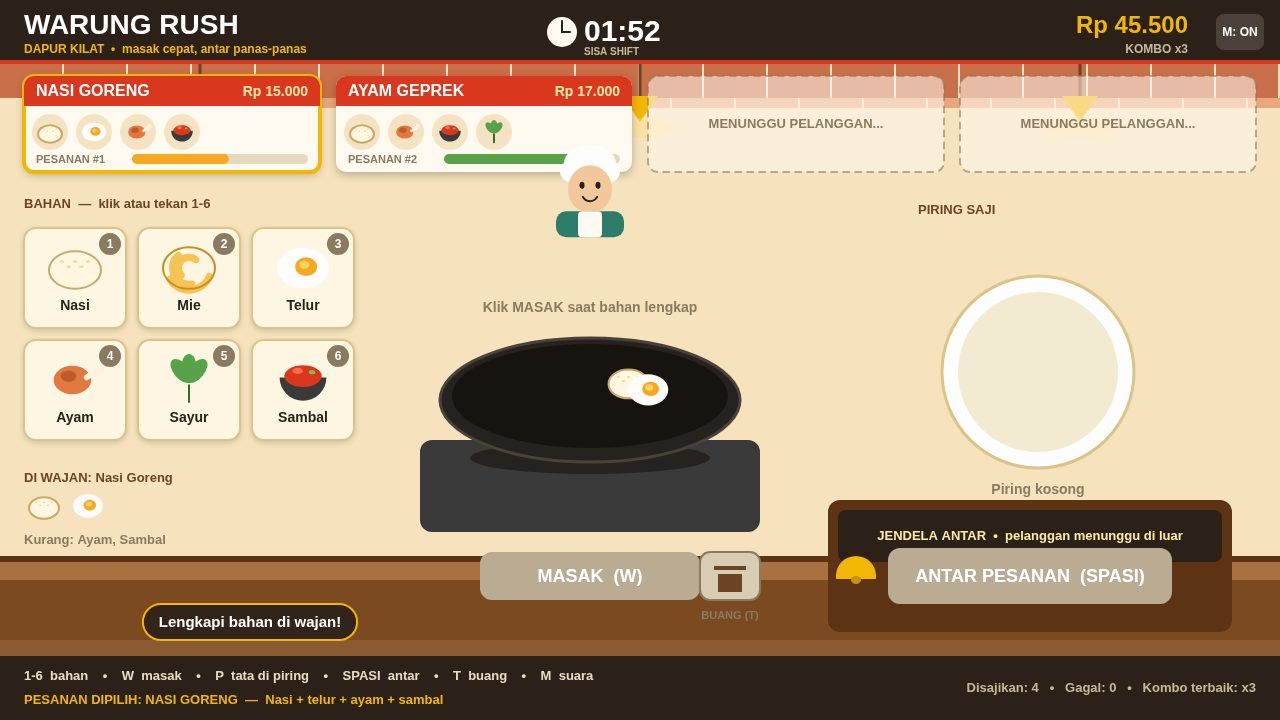 WARUNG RUSH
DAPUR KILAT • masak cepat, antar panas-panas
01:52
SISA SHIFT
Rp 45.500
KOMBO x3
M: ON
NASI GORENG Rp 15.000
PESANAN #1
AYAM GEPREK Rp 17.000
PESANAN #2
MENUNGGU PELANGGAN...
MENUNGGU PELANGGAN...
BAHAN — klik atau tekan 1-6
1
Nasi
2
Mie
3
Telur
4
Ayam
5
Sayur
6
Sambal
DI WAJAN: Nasi Goreng
Kurang: Ayam, Sambal
Klik MASAK saat bahan lengkap
MASAK (W)
BUANG (T)
PIRING SAJI
Piring kosong
JENDELA ANTAR • pelanggan menunggu di luar
ANTAR PESANAN (SPASI)
Lengkapi bahan di wajan!
1-6 bahan • W masak • P tata di piring • SPASI antar • T buang • M suara
PESANAN DIPILIH: NASI GORENG — Nasi + telur + ayam + sambal
Disajikan: 4 • Gagal: 0 • Kombo terbaik: x3